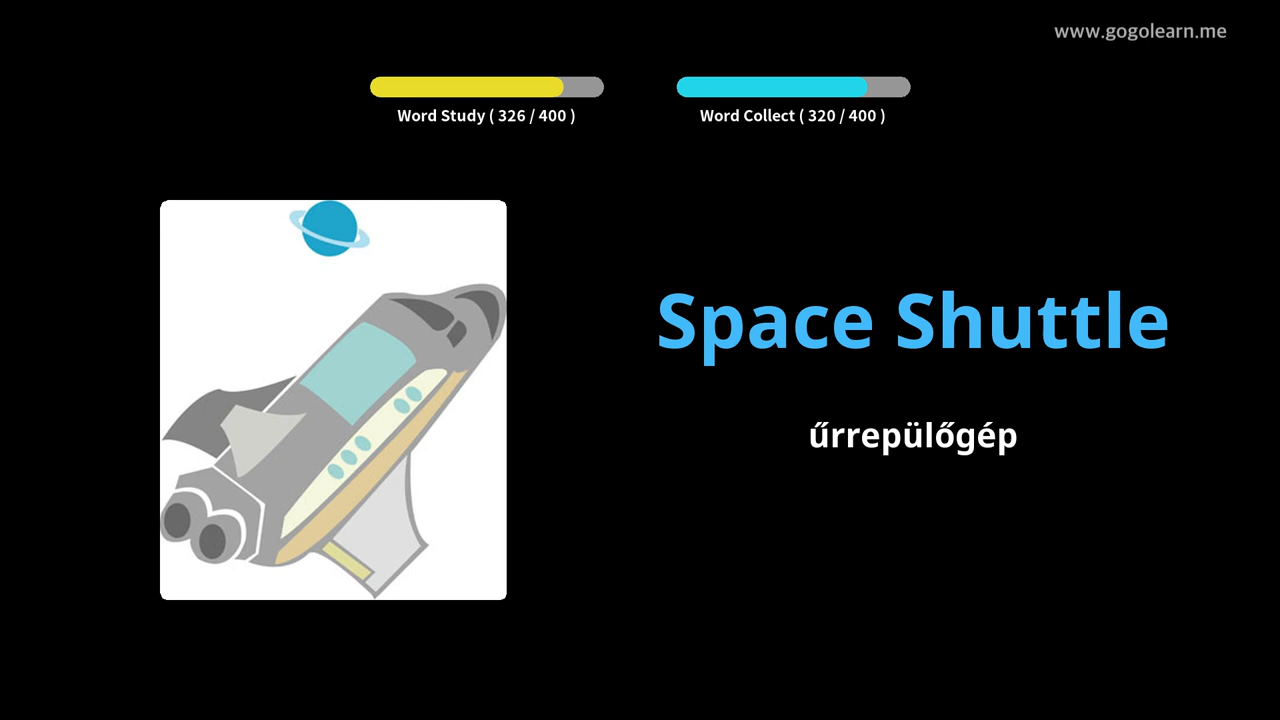 www.gogolearn.me
Word Study ( 326 / 400 )
Word Collect ( 320 / 400 )
Space Shuttle
űrrepülőgép